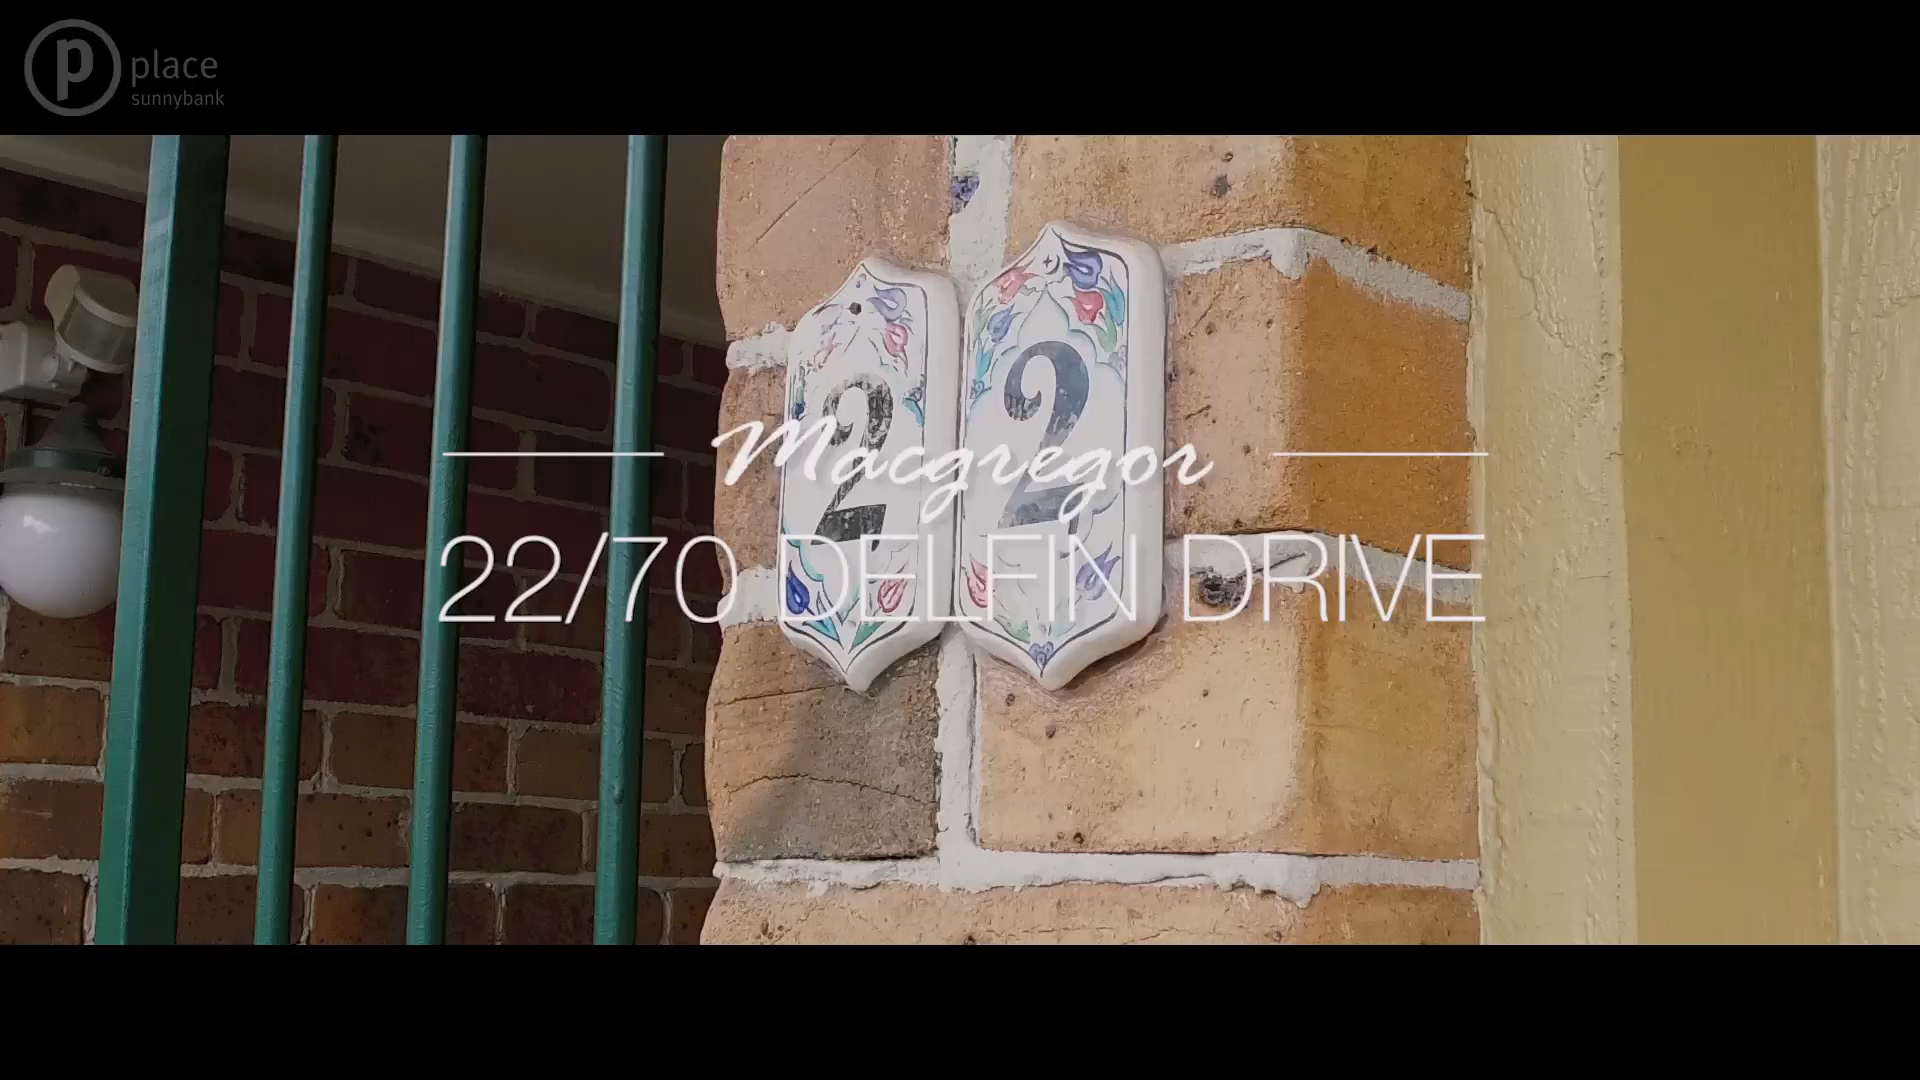 place
sunnybank
2 2
Macgregor
22/70 DELFIN DRIVE